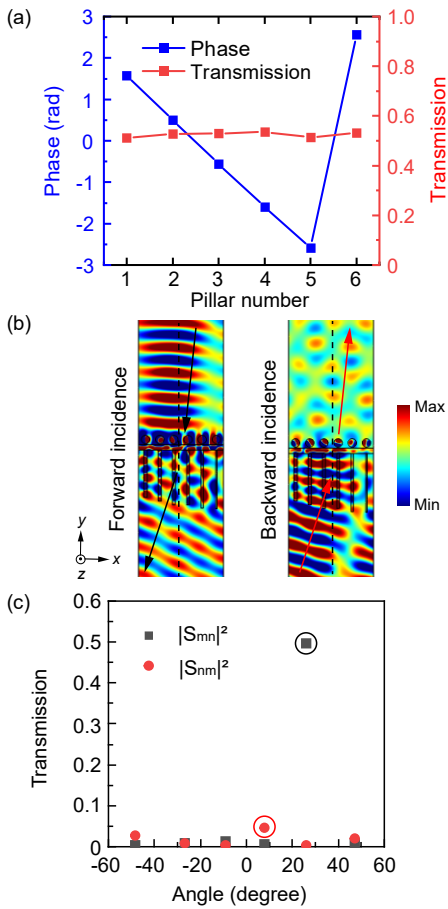 (a)
Phase (rad)
3
2
1
0
-1
-2
-3
Phase
Transmission
1.0
0.8
0.6
0.4
0.2
0
Transmission
1 2 3 4 5 6
Pillar number
(b)
Forward incidence
Backward incidence
Max
Min
y
z
x
(c)
Transmission
0.6
0.5
0.4
0.3
0.2
0.1
0
|Smn|²
|Snm|²
-60 -40 -20 0 20 40 60
Angle (degree)